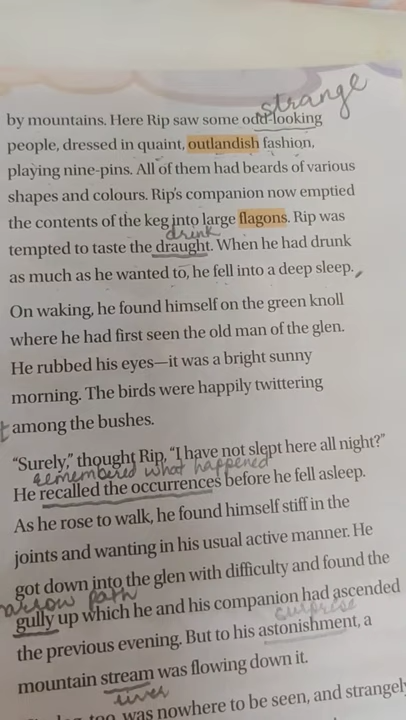 strange
by mountains. Here Rip saw some odd-looking
people, dressed in quaint, outlandish fashion,
playing nine-pins. All of them had beards of various
shapes and colours. Rip's companion now emptied
the contents of the keg into large flagons. Rip was
drink
tempted to taste the draught. When he had drunk
as much as he wanted to, he fell into a deep sleep.
On waking, he found himself on the green knoll
where he had first seen the old man of the glen.
He rubbed his eyes—it was a bright sunny
morning. The birds were happily twittering
among the bushes.
"Surely," thought Rip, "I have not slept here all night?"
remembered what happened
He recalled the occurrences before he fell asleep.
As he rose to walk, he found himself stiff in the
joints and wanting in his usual active manner. He
got down into the glen with difficulty and found the
arrow path
gully up which he and his companion had ascended
surprise
the previous evening. But to his astonishment, a
mountain stream was flowing down it.
river
too was nowhere to be seen, and strangely